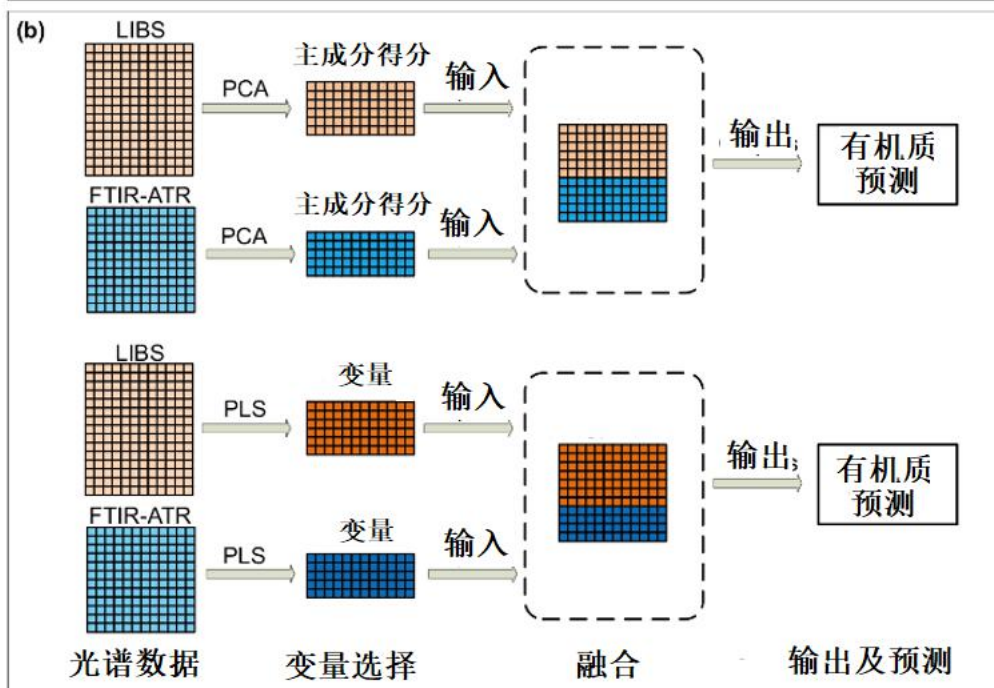 (b)
LIBS
PCA
主成分得分
输入
FTIR-ATR
PCA
主成分得分
输入
输出
有机质
预测
LIBS
PLS
变量
输入
FTIR-ATR
PLS
变量
输入
输出
有机质
预测
光谱数据
变量选择
融合
输出及预测